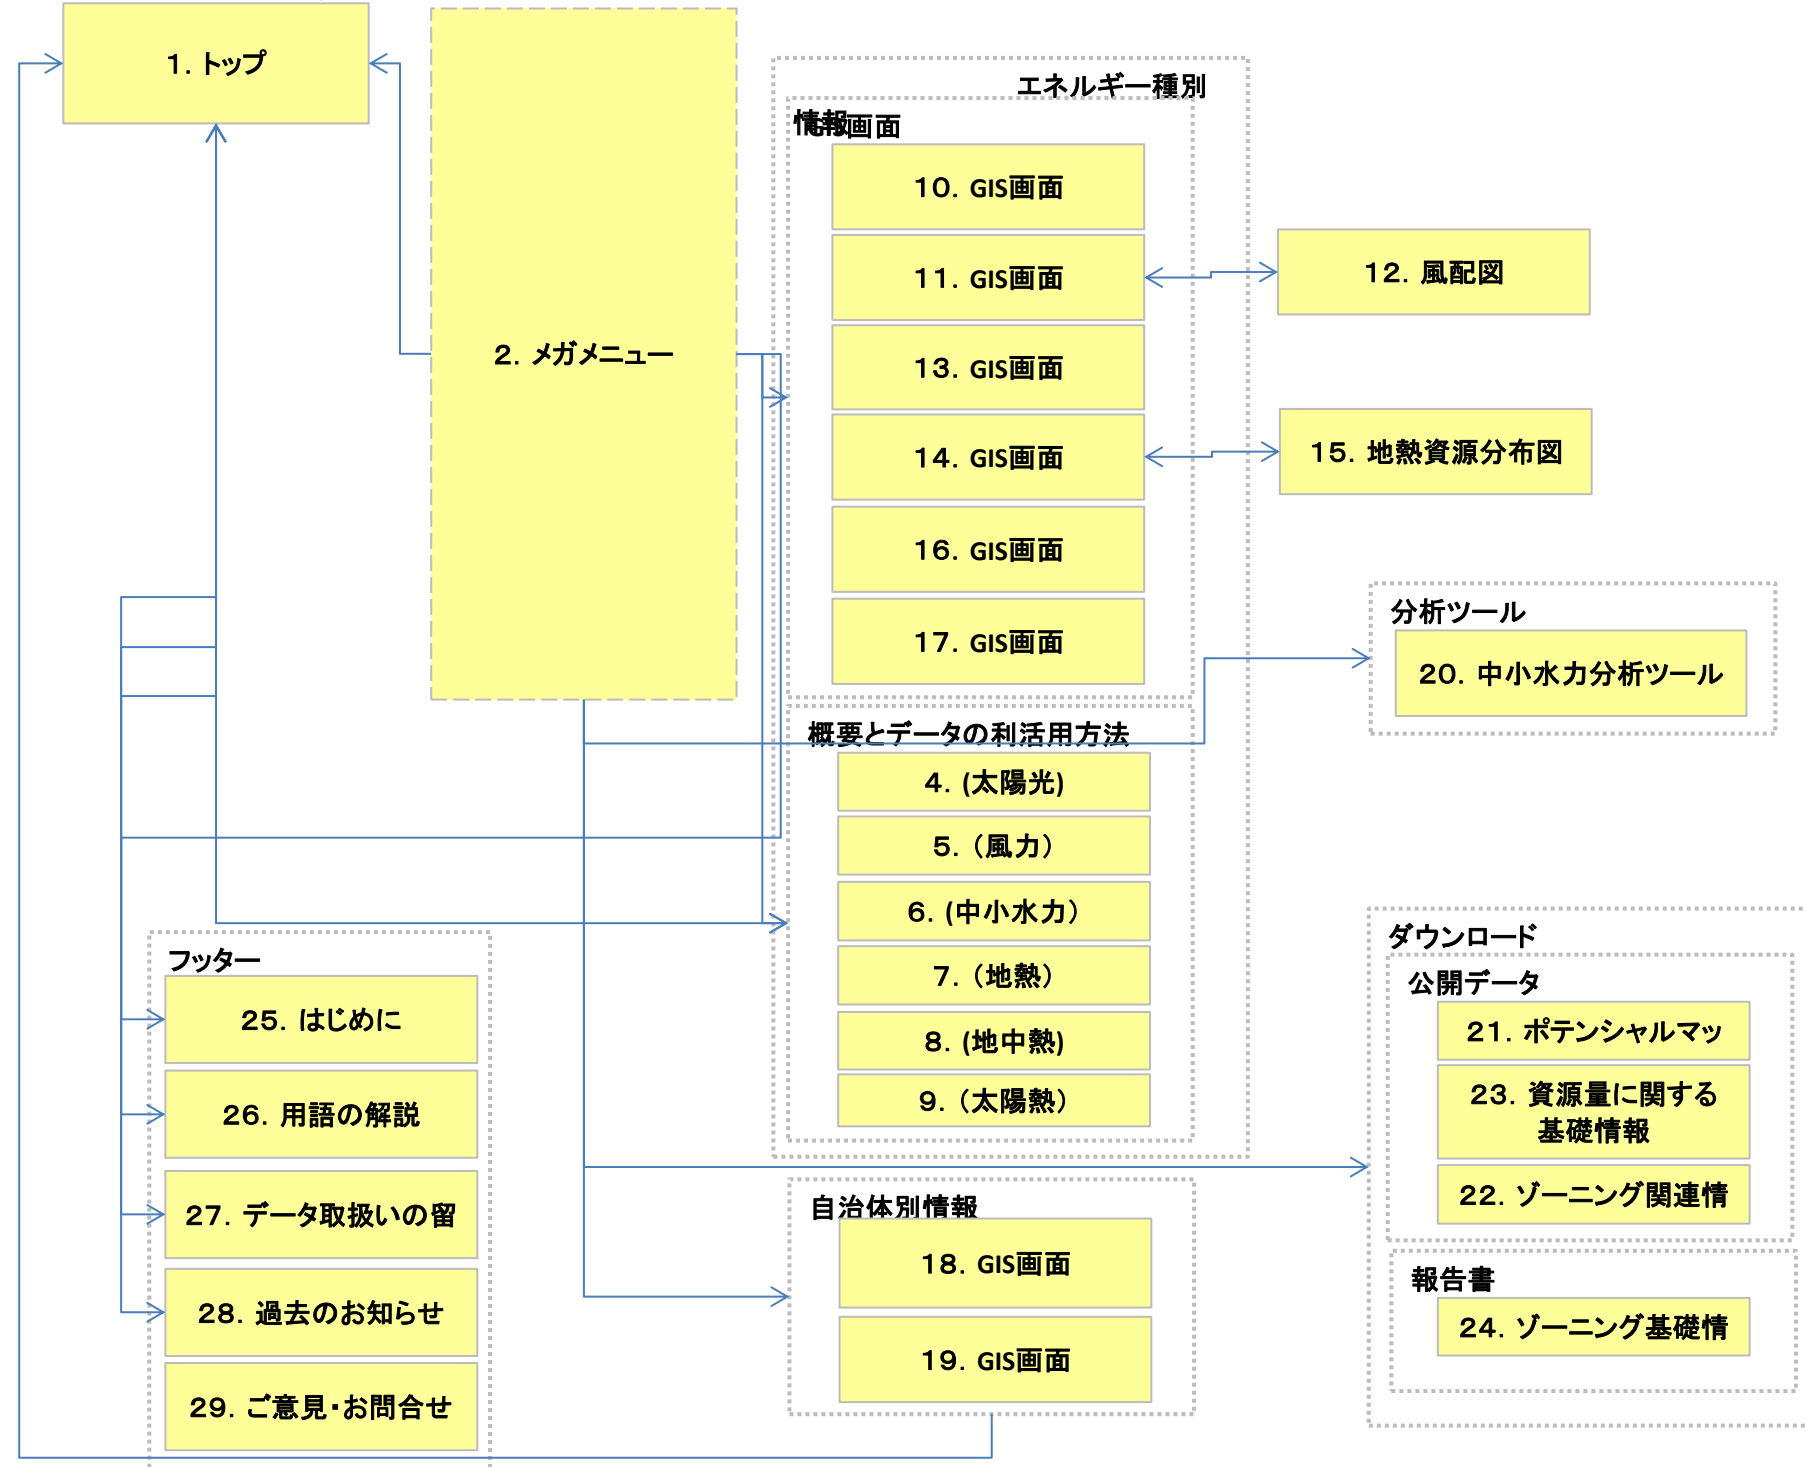 １．トップ
２．メガメニュー
エネルギー種別
情報
画面
１０．GIS画面
１１．GIS画面
１２．風配図
１３．GIS画面
１４．GIS画面
１５．地熱資源分布図
１６．GIS画面
１７．GIS画面
分析ツール
２０．中小水力分析ツール
概要とデータの利活用方法
４．(太陽光)
５．（風力）
６．(中小水力）
７．（地熱）
８．(地中熱)
９．（太陽熱）
フッター
２５．はじめに
２６．用語の解説
２７．データ取扱いの留
２８．過去のお知らせ
２９．ご意見・お問合せ
自治体別情報
１８．GIS画面
１９．GIS画面
ダウンロード
公開データ
２１．ポテンシャルマッ
２３．資源量に関する
基礎情報
２２．ゾーニング関連情
報告書
２４．ゾーニング基礎情